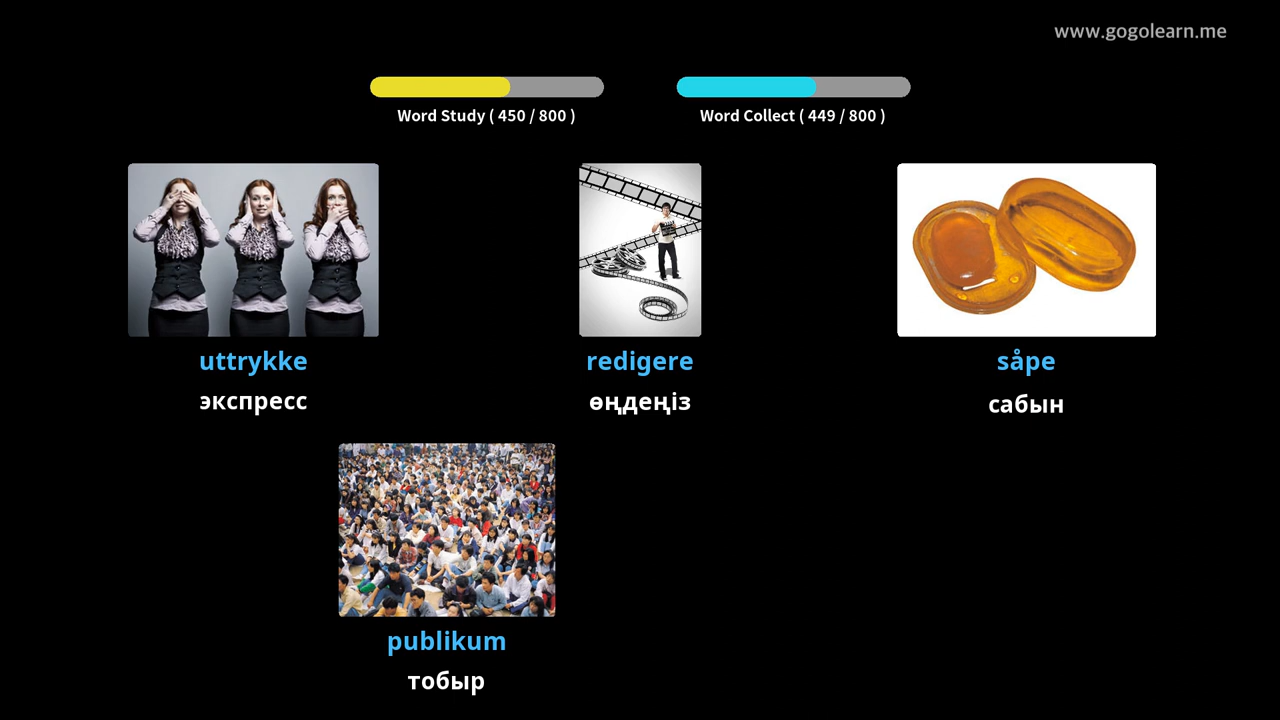 www.gogolearn.me
Word Study ( 450 / 800 )
Word Collect ( 449 / 800 )
uttrykke
экспресс
redigere
өңдеңіз
såpe
сабын
publikum
тобыр